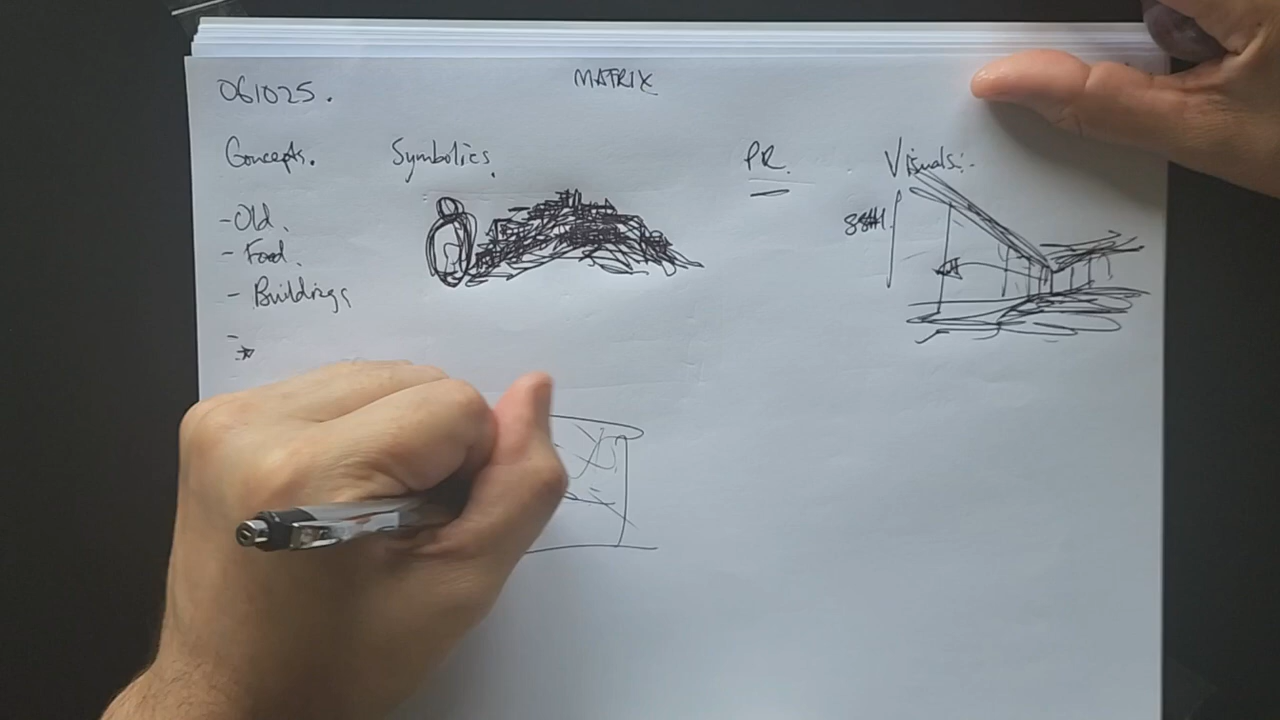 061025.
MATRIX
Concepts.
Symbolics.
PR.
Visuals:-
- Old.
- Food.
- Buildings
-